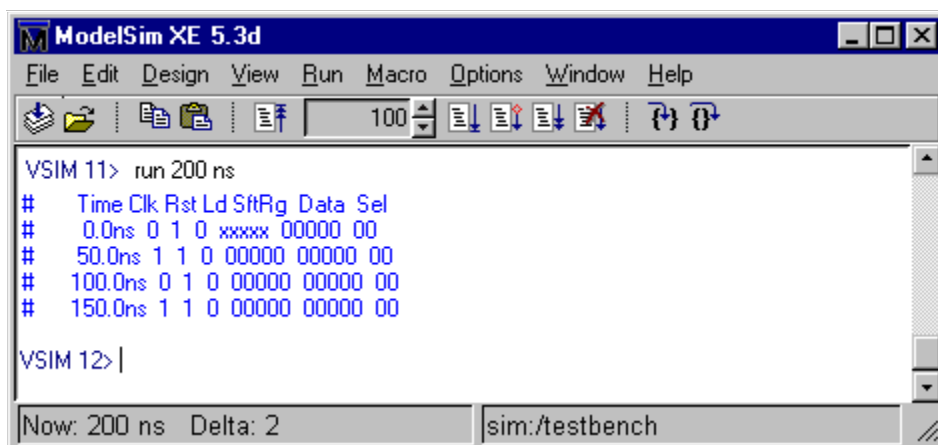 ModelSim XE 5.3d
File Edit Design View Run Macro Options Window Help
100
VSIM 11> run 200 ns
# Time Clk Rst Ld SftRg Data Sel
# 0.0ns 0 1 0 xxxxx 00000 00
# 50.0ns 1 1 0 00000 00000 00
# 100.0ns 0 1 0 00000 00000 00
# 150.0ns 1 1 0 00000 00000 00
VSIM 12>
Now: 200 ns Delta: 2 sim:/testbench